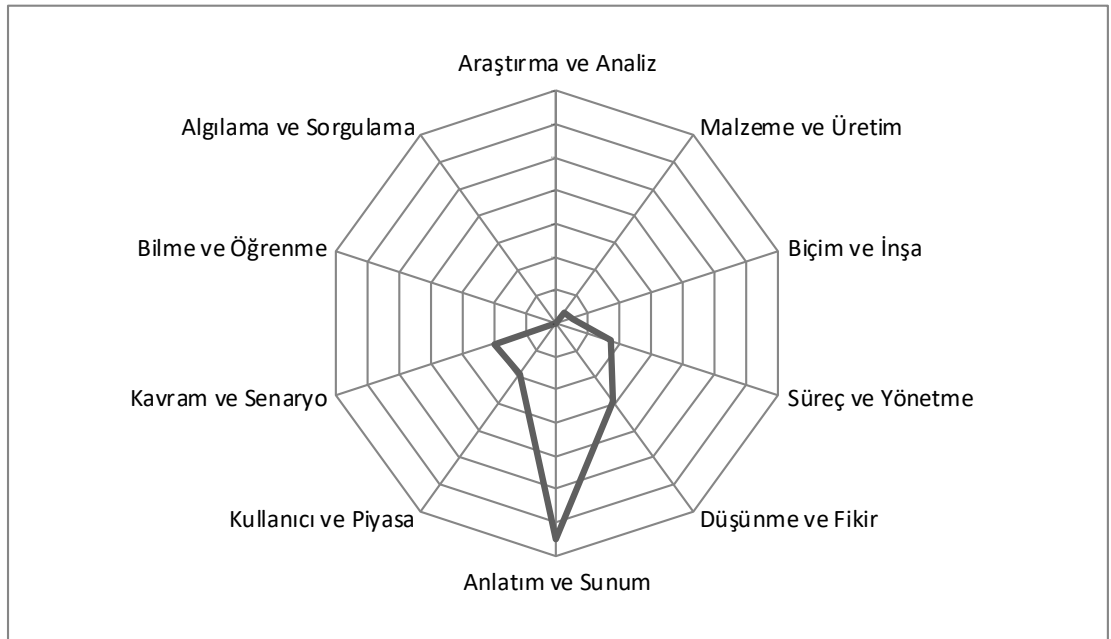 Araştırma ve Analiz
Malzeme ve Üretim
Biçim ve İnşa
Süreç ve Yönetme
Düşünme ve Fikir
Anlatım ve Sunum
Kullanıcı ve Piyasa
Kavram ve Senaryo
Bilme ve Öğrenme
Algılama ve Sorgulama